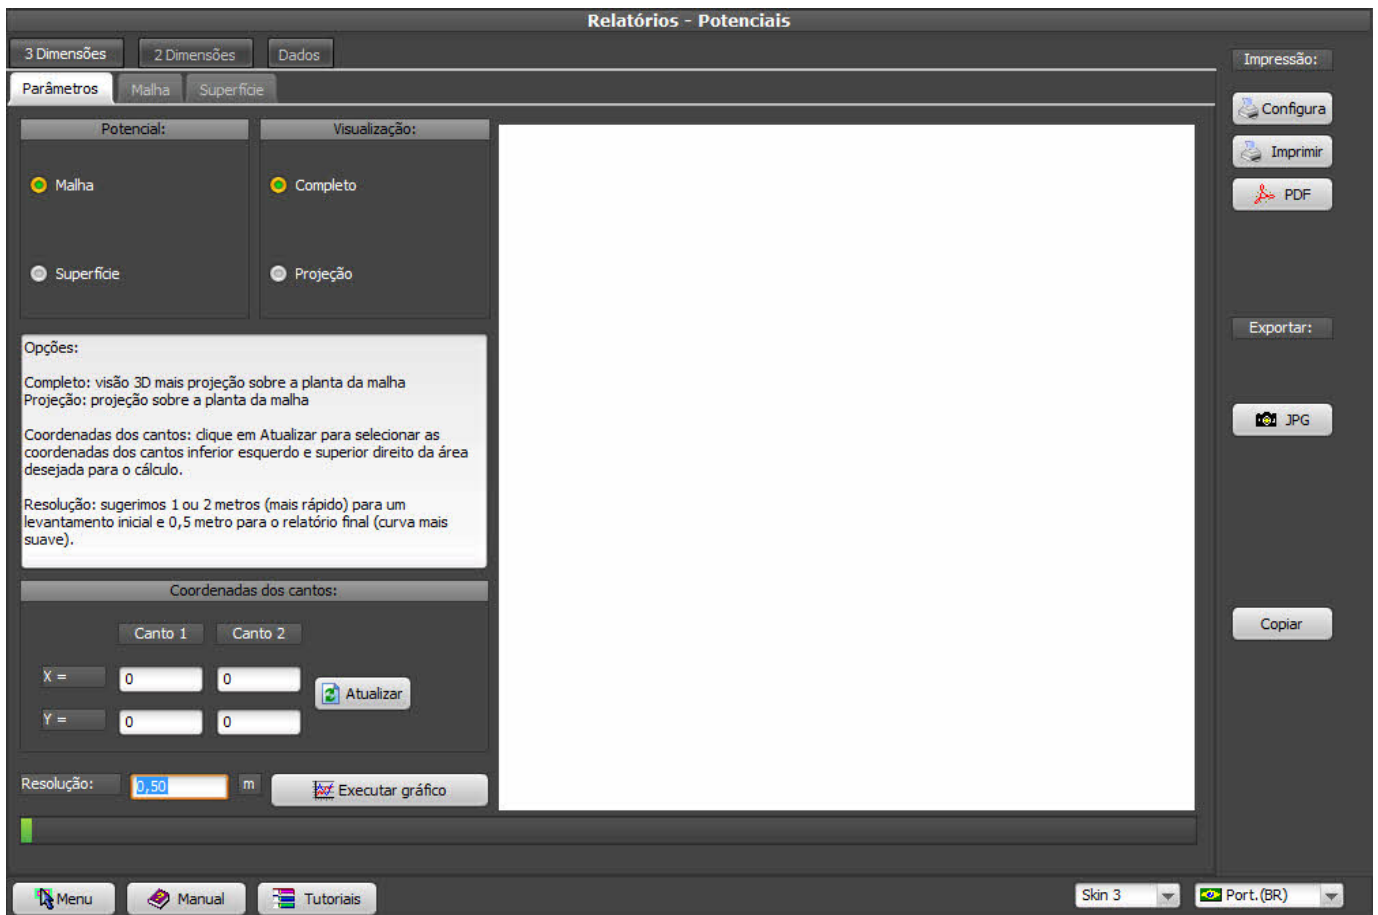 Relatórios - Potenciais
3 Dimensões
2 Dimensões
Dados
Impressão:
Parâmetros
Malha
Superfície
Configura
Imprimir
PDF
Potencial:
Visualização:
Malha
Completo
Superfície
Projeção
Opções:
Completo: visão 3D mais projeção sobre a planta da malha
Projeção: projeção sobre a planta da malha
Coordenadas dos cantos: clique em Atualizar para selecionar as
coordenadas dos cantos inferior esquerdo e superior direito da área
desejada para o cálculo.
Resolução: sugerimos 1 ou 2 metros (mais rápido) para um
levantamento inicial e 0,5 metro para o relatório final (curva mais
suave).
Exportar:
JPG
Copiar
Coordenadas dos cantos:
Canto 1
Canto 2
X =
0
0
Atualizar
Y =
0
0
Resolução:
0,50
m
Executar gráfico
Menu
Manual
Tutoriais
Skin 3
Port.(BR)